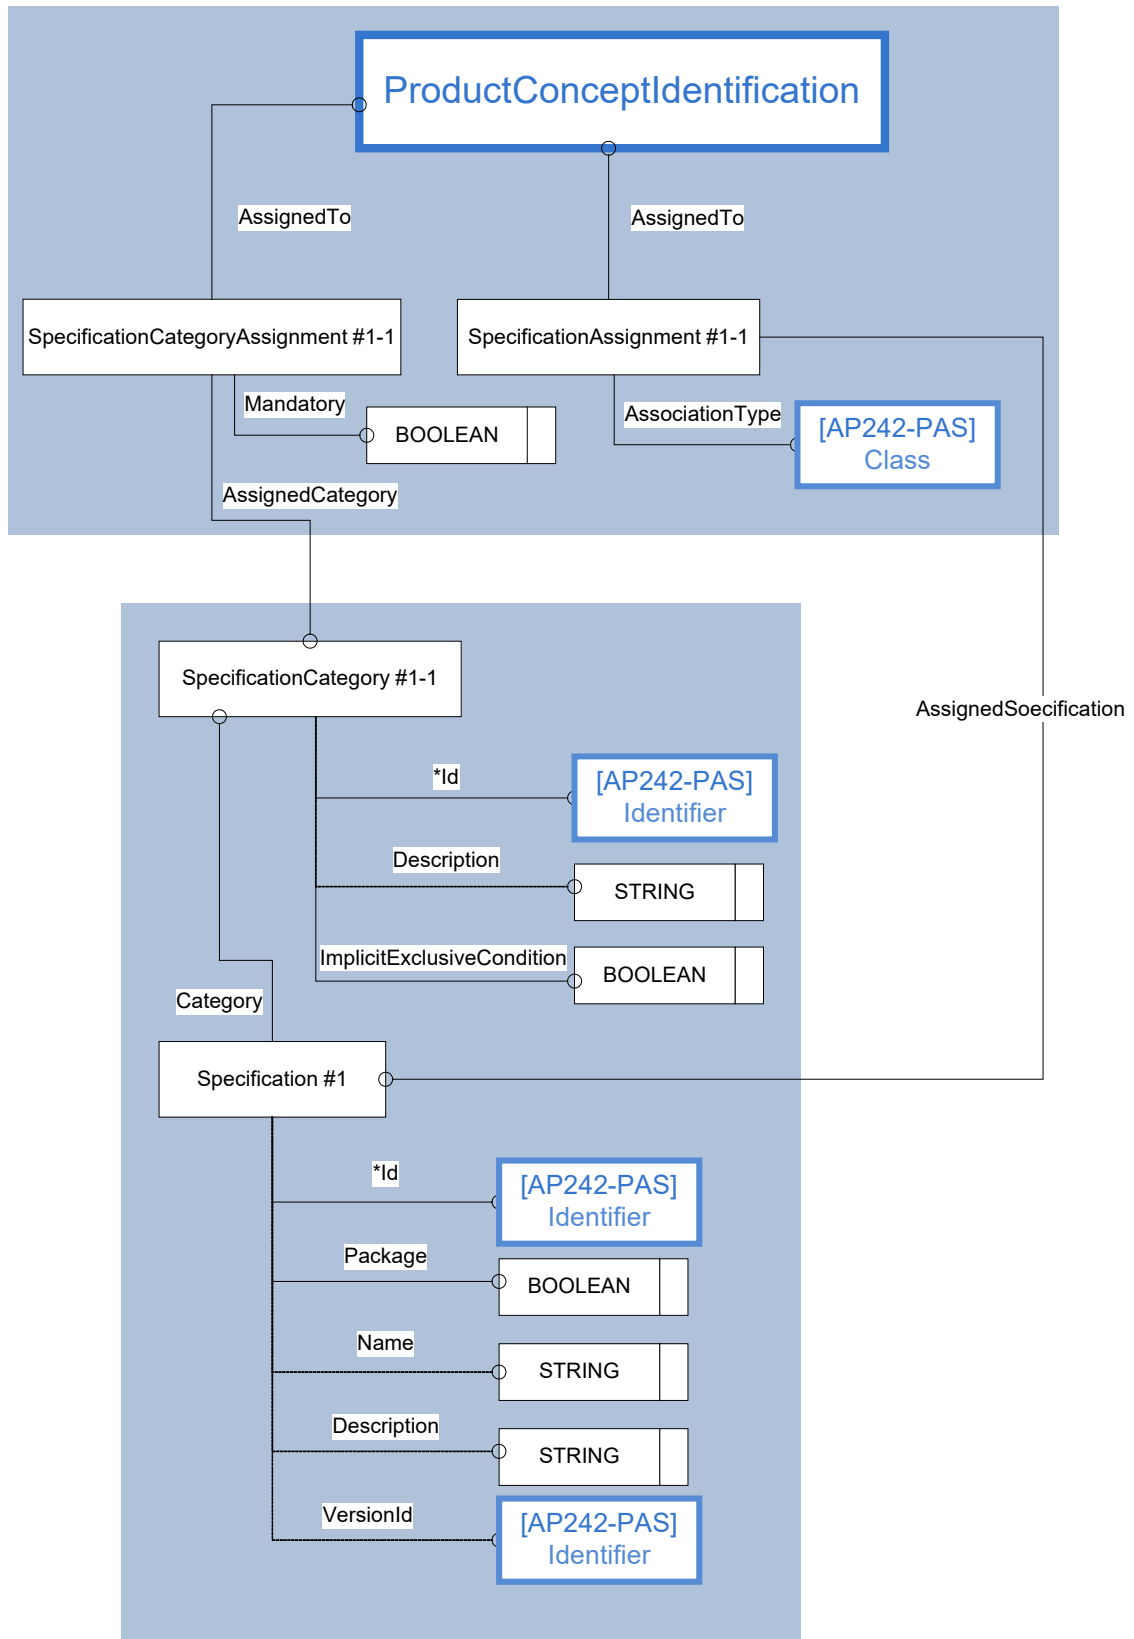 ProductConceptIdentification
AssignedTo
AssignedTo
SpecificationCategoryAssignment #1-1
SpecificationAssignment #1-1
Mandatory
BOOLEAN
AssociationType
[AP242-PAS]
Class
AssignedCategory
SpecificationCategory #1-1
AssignedSoecification
*Id
[AP242-PAS]
Identifier
Description
STRING
ImplicitExclusiveCondition
BOOLEAN
Category
Specification #1
*Id
[AP242-PAS]
Identifier
Package
BOOLEAN
Name
STRING
Description
STRING
VersionId
[AP242-PAS]
Identifier